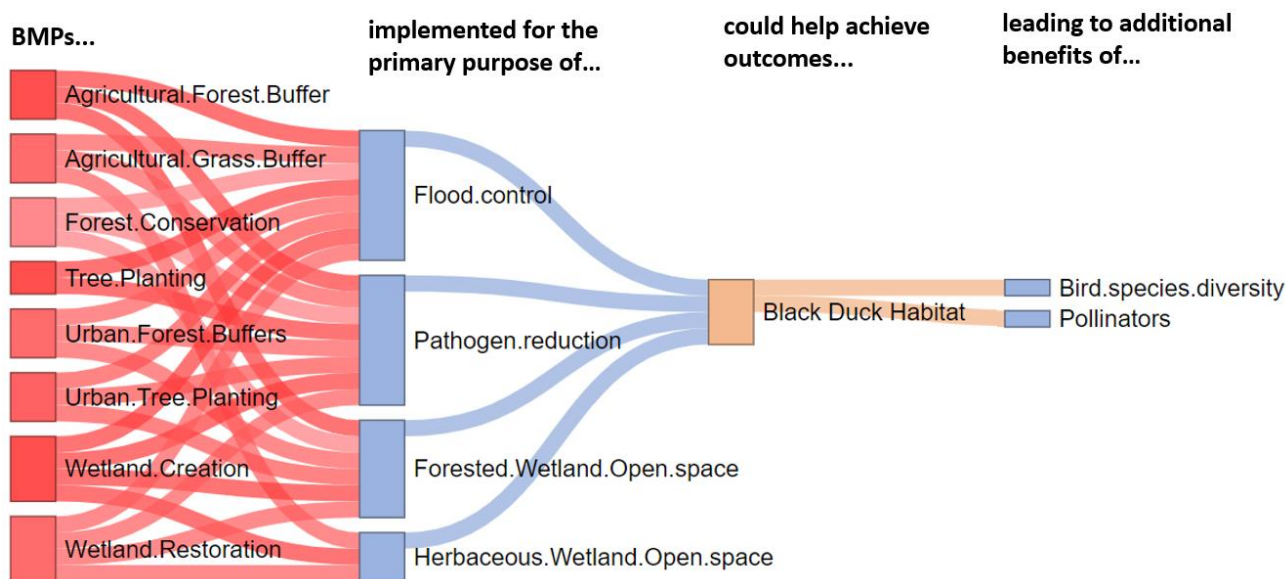 BMPs...
implemented for the
primary purpose of...
could help achieve
outcomes...
leading to additional
benefits of...
Agricultural.Forest.Buffer
Agricultural.Grass.Buffer
Forest.Conservation
Tree.Planting
Urban.Forest.Buffers
Urban.Tree.Planting
Wetland.Creation
Wetland.Restoration
Flood.control
Pathogen.reduction
Forested.Wetland.Open.space
Herbaceous.Wetland.Open.space
Black Duck Habitat
Bird.species.diversity
Pollinators